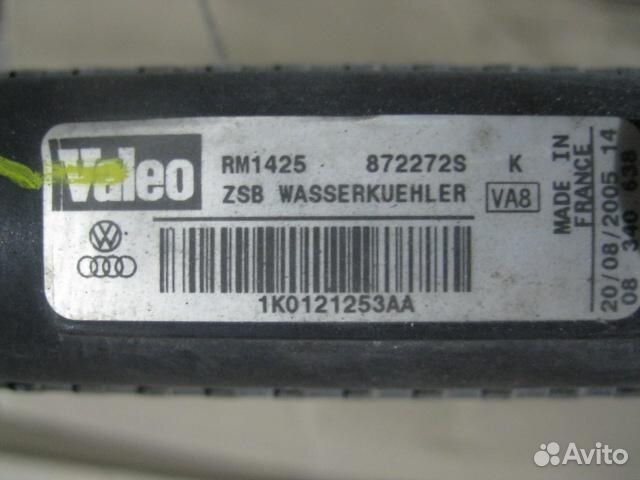 Valeo
RM1425 872272S K
ZSB WASSERKUEHLER VA8
1K0121253AA
MADE IN
FRANCE
20/08/2005 14
08 340 638
Avito